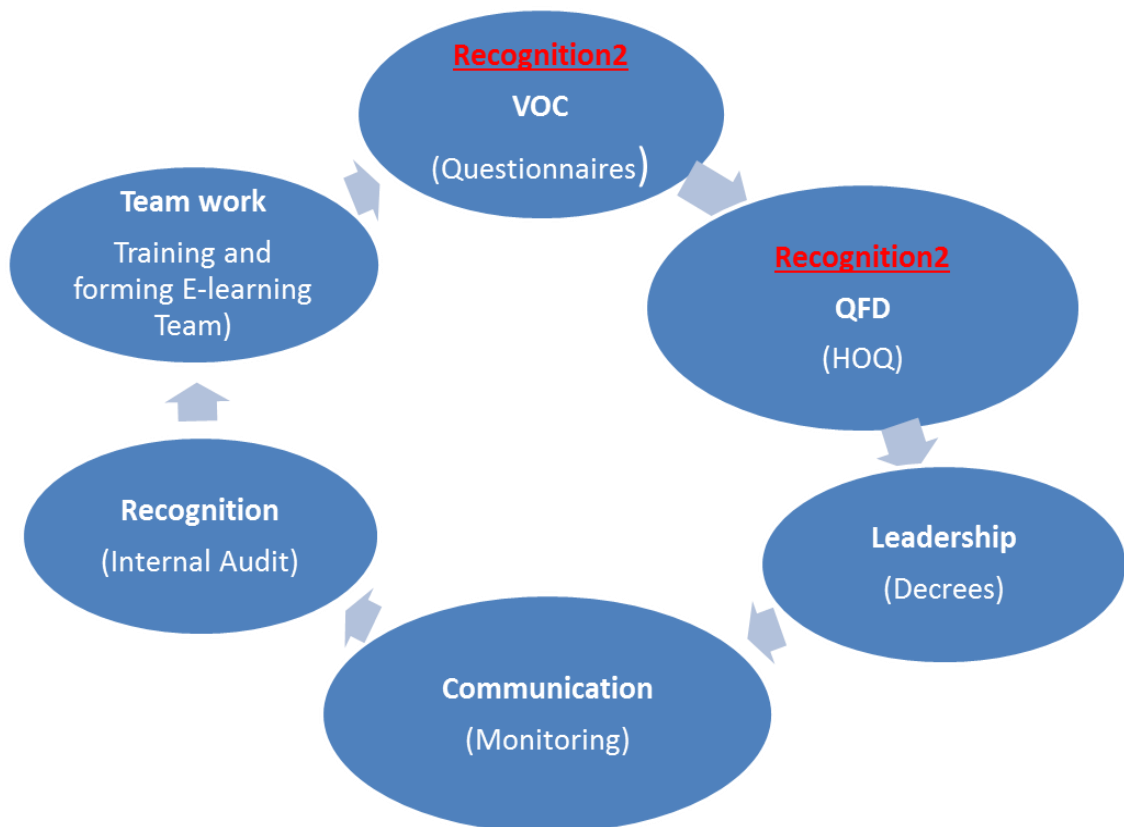 Recognition2
VOC
(Questionnaires)
Recognition2
QFD
(HOQ)
Leadership
(Decrees)
Communication
(Monitoring)
Recognition
(Internal Audit)
Team work
Training and
forming E-learning
Team)